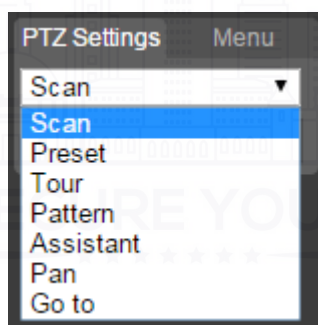 PTZ Settings Menu
Scan
Scan
Preset
Tour
Pattern
Assistant
Pan
Go to